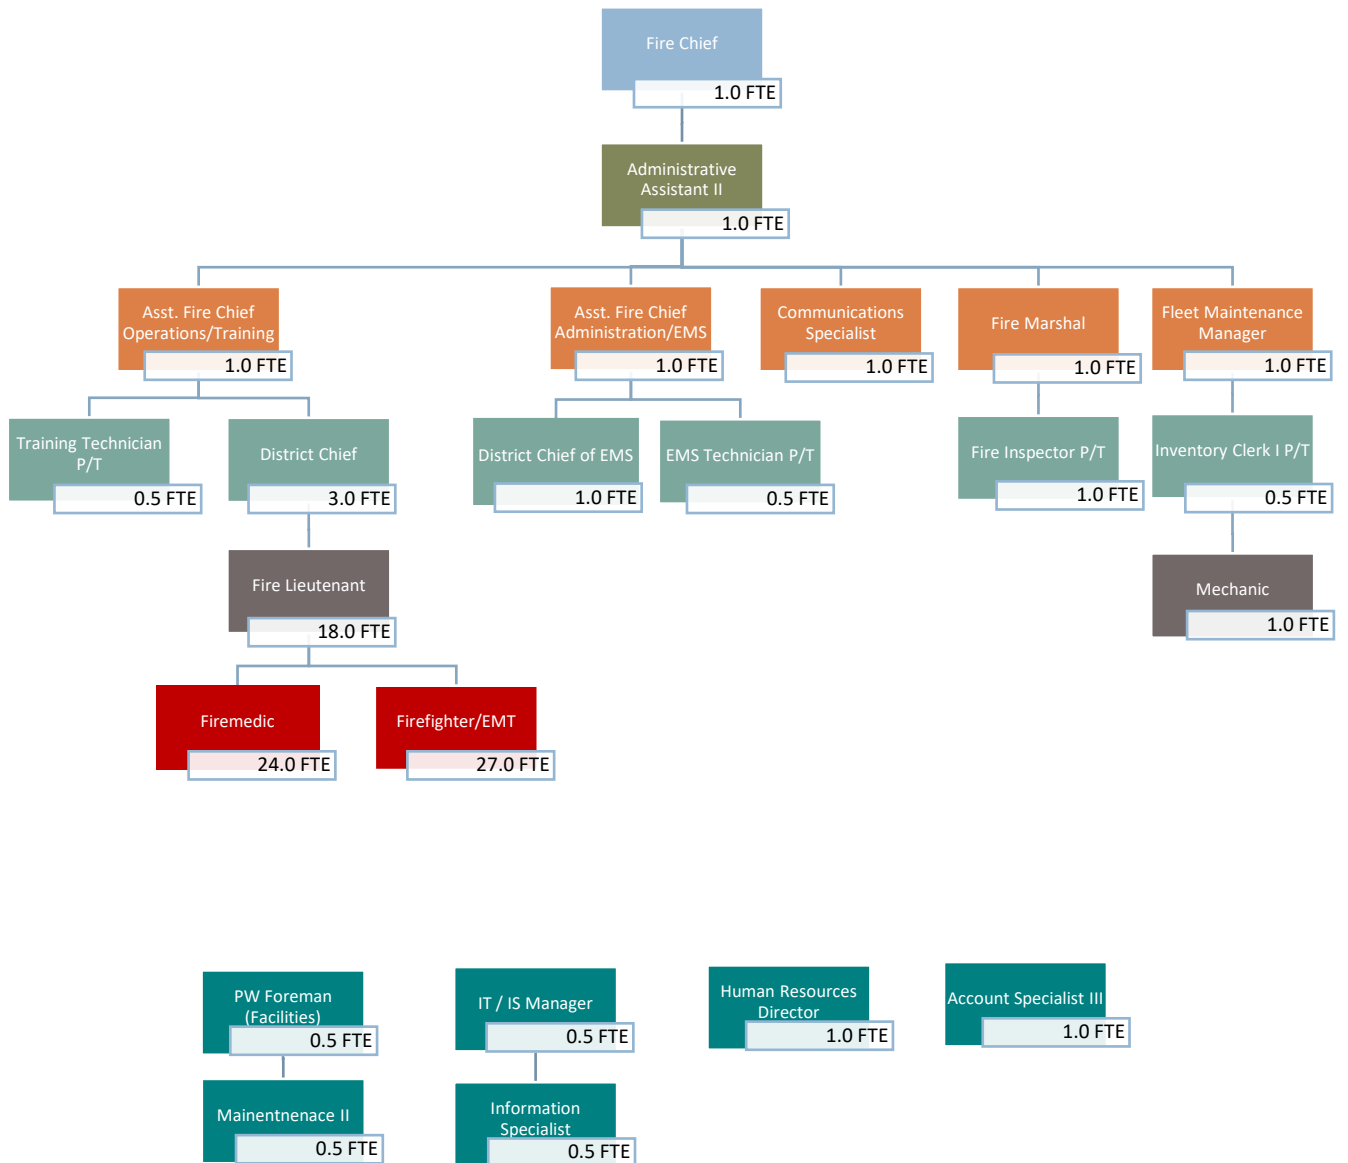 Fire Chief
1.0 FTE
Administrative
Assistant II
1.0 FTE
Asst. Fire Chief
Operations/Training
1.0 FTE
Asst. Fire Chief
Administration/EMS
1.0 FTE
Communications
Specialist
1.0 FTE
Fire Marshal
1.0 FTE
Fleet Maintenance
Manager
1.0 FTE
Training Technician
P/T
0.5 FTE
District Chief
3.0 FTE
District Chief of EMS
1.0 FTE
EMS Technician P/T
0.5 FTE
Fire Inspector P/T
1.0 FTE
Inventory Clerk I P/T
0.5 FTE
Fire Lieutenant
18.0 FTE
Mechanic
1.0 FTE
Firemedic
24.0 FTE
Firefighter/EMT
27.0 FTE
PW Foreman
(Facilities)
0.5 FTE
IT / IS Manager
0.5 FTE
Human Resources
Director
1.0 FTE
Account Specialist III
1.0 FTE
Mainentnenace II
0.5 FTE
Information
Specialist
0.5 FTE